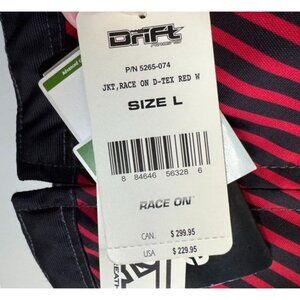 Drift
P/N 5265-074
JKT,RACE ON D-TEX RED W
SIZE L
8 84646 56328 6
RACE ON™
CAN. $ 299.95
USA $ 229.95